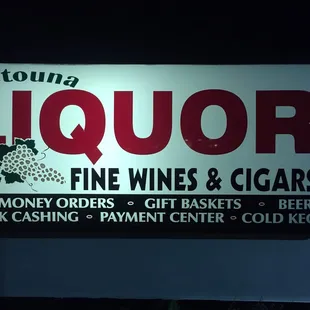 touna
LIQUOR
FINE WINES & CIGARS
MONEY ORDERS • GIFT BASKETS • BEER
K CASHING • PAYMENT CENTER • COLD KEG